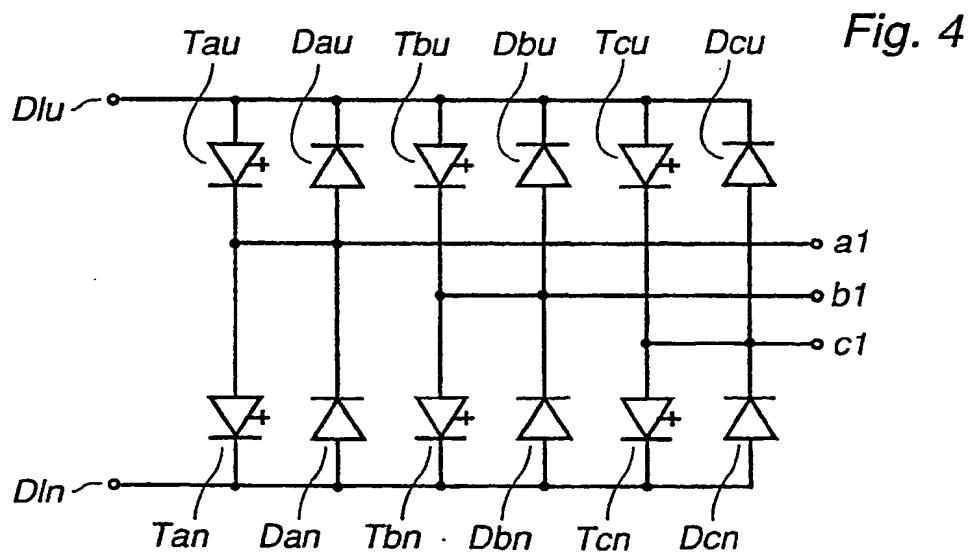 Fig. 4
Tau Dau Tbu Dbu Tcu Dcu
Dlu
a1
b1
c1
Dln
Tan Dan Tbn Dbn Tcn Dcn